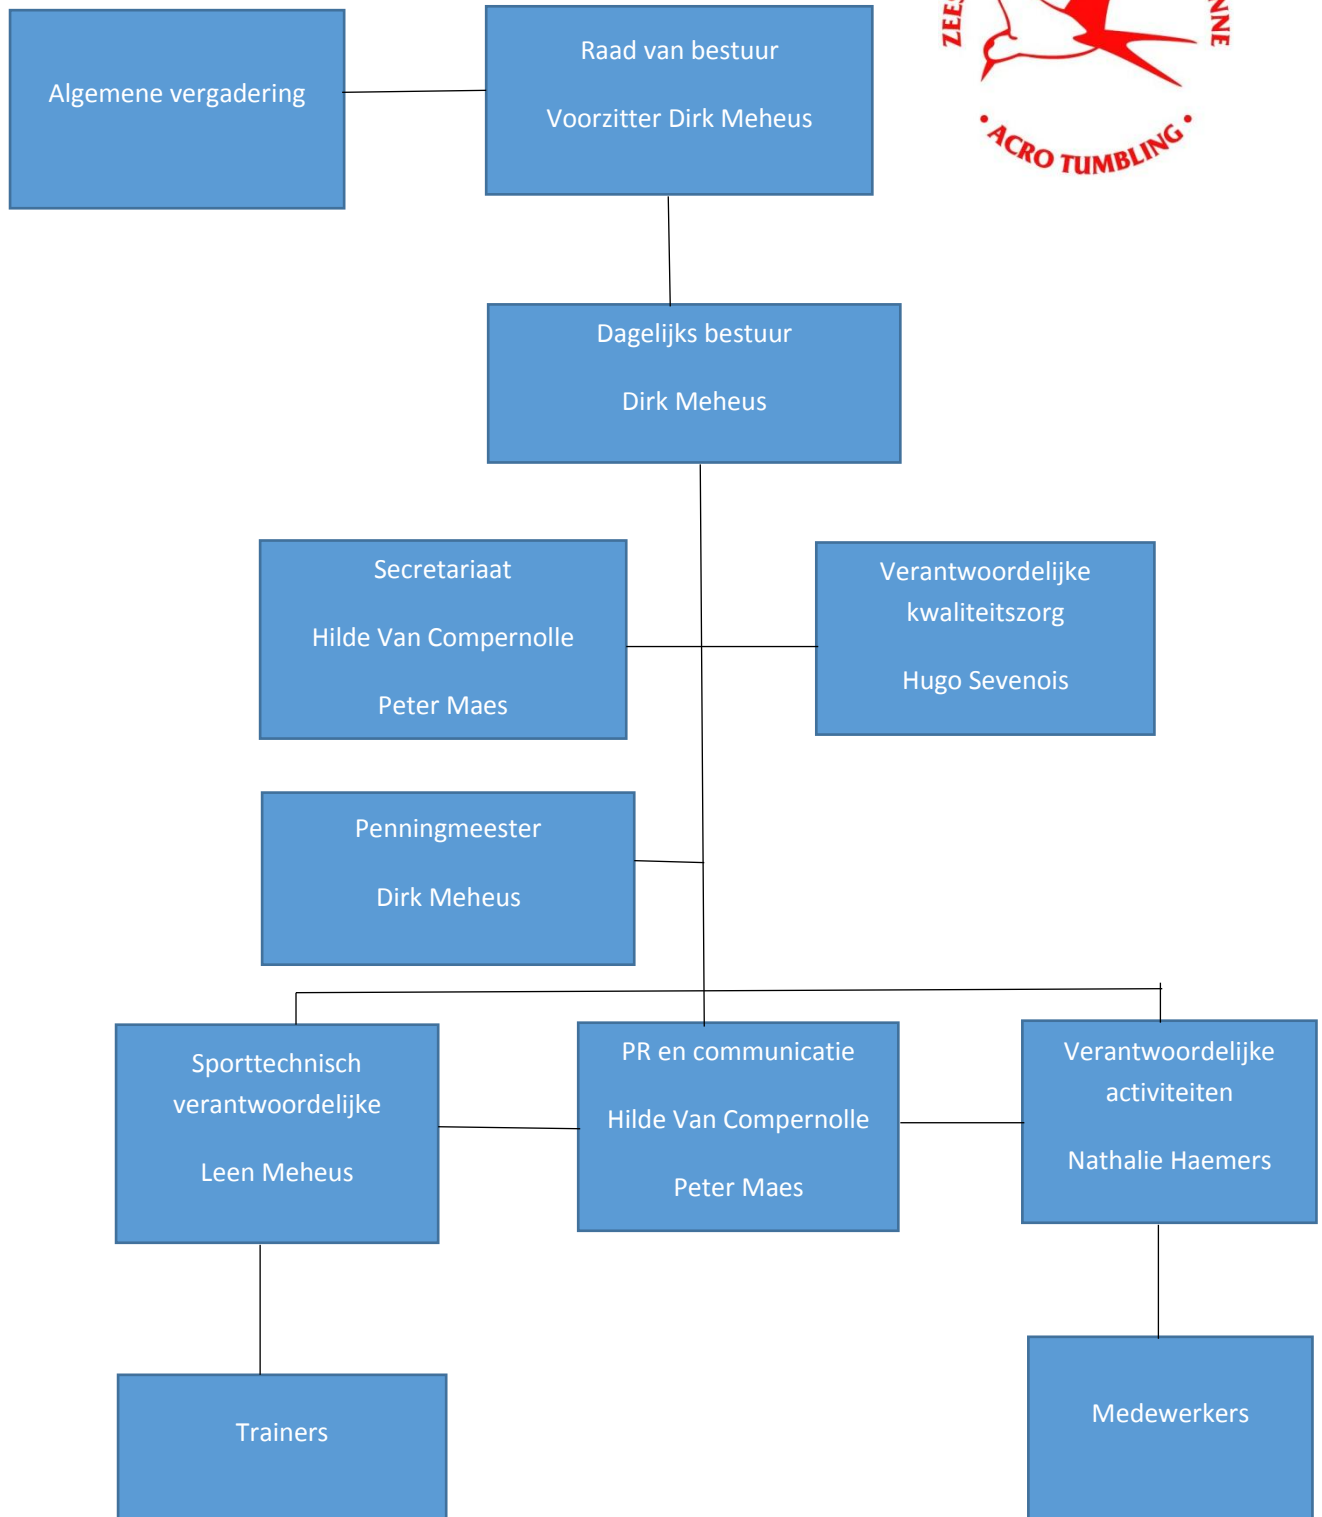 Algemene vergadering
Raad van bestuur
Voorzitter Dirk Meheus
• ACRO TUMBLING •
Dagelijks bestuur
Dirk Meheus
Secretariaat
Hilde Van Compernolle
Peter Maes
Verantwoordelijke
kwaliteitszorg
Hugo Sevenois
Penningmeester
Dirk Meheus
Sporttechnisch
verantwoordelijke
Leen Meheus
PR en communicatie
Hilde Van Compernolle
Peter Maes
Verantwoordelijke
activiteiten
Nathalie Haemers
Trainers
Medewerkers